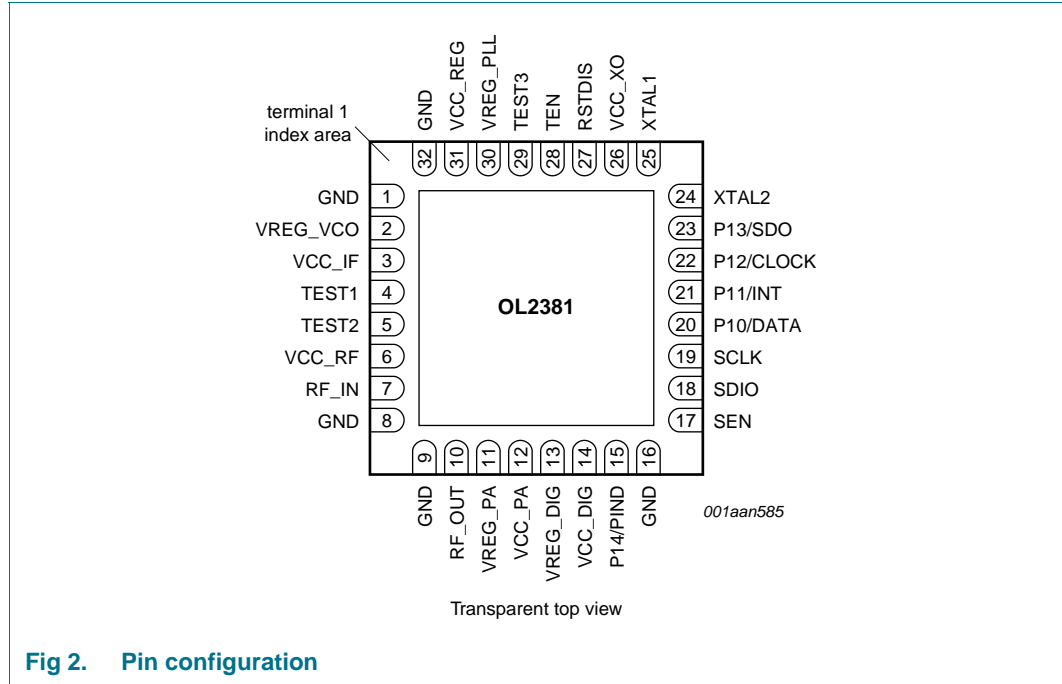 GND
VCC_REG
VREG_PLL
TEST3
TEN
RSTDIS
VCC_XO
XTAL1
terminal 1
index area
32
31
30
29
28
27
26
25
GND 1
VREG_VCO 2
VCC_IF 3
TEST1 4
TEST2 5
VCC_RF 6
RF_IN 7
GND 8
OL2381
24 XTAL2
23 P13/SDO
22 P12/CLOCK
21 P11/INT
20 P10/DATA
19 SCLK
18 SDIO
17 SEN
9
10
11
12
13
14
15
16
GND
RF_OUT
VREG_PA
VCC_PA
VREG_DIG
VCC_DIG
P14/PIND
GND
001aan585
Transparent top view
Fig 2. Pin configuration